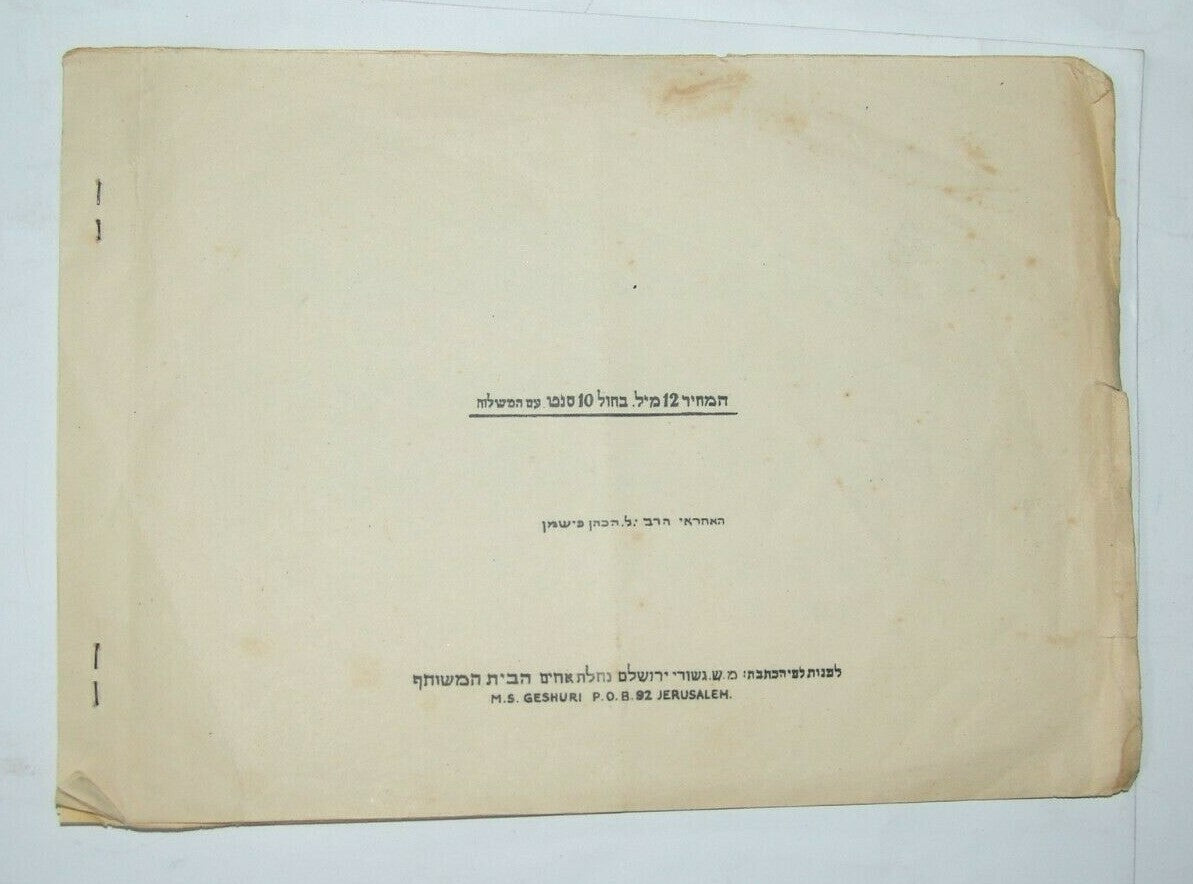 המחיר 12 מיל. בחול 10 סנט. עם המשלוח
האחראי הרב י.ל. הכהן פישמן
לפנות לפי הכתבת: מ.ש. גשורי ירושלם נחלת אחים הבית המשותף
M.S. GESHURI P.O.B. 92 JERUSALEM.